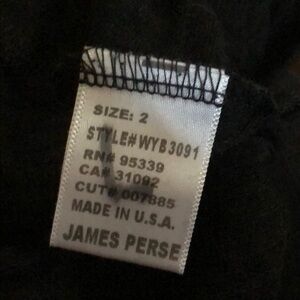 SIZE: 2
STYLE# WYB3091
RN# 95339
CA# 31092
CUT# 007885
MADE IN U.S.A.
JAMES PERSE